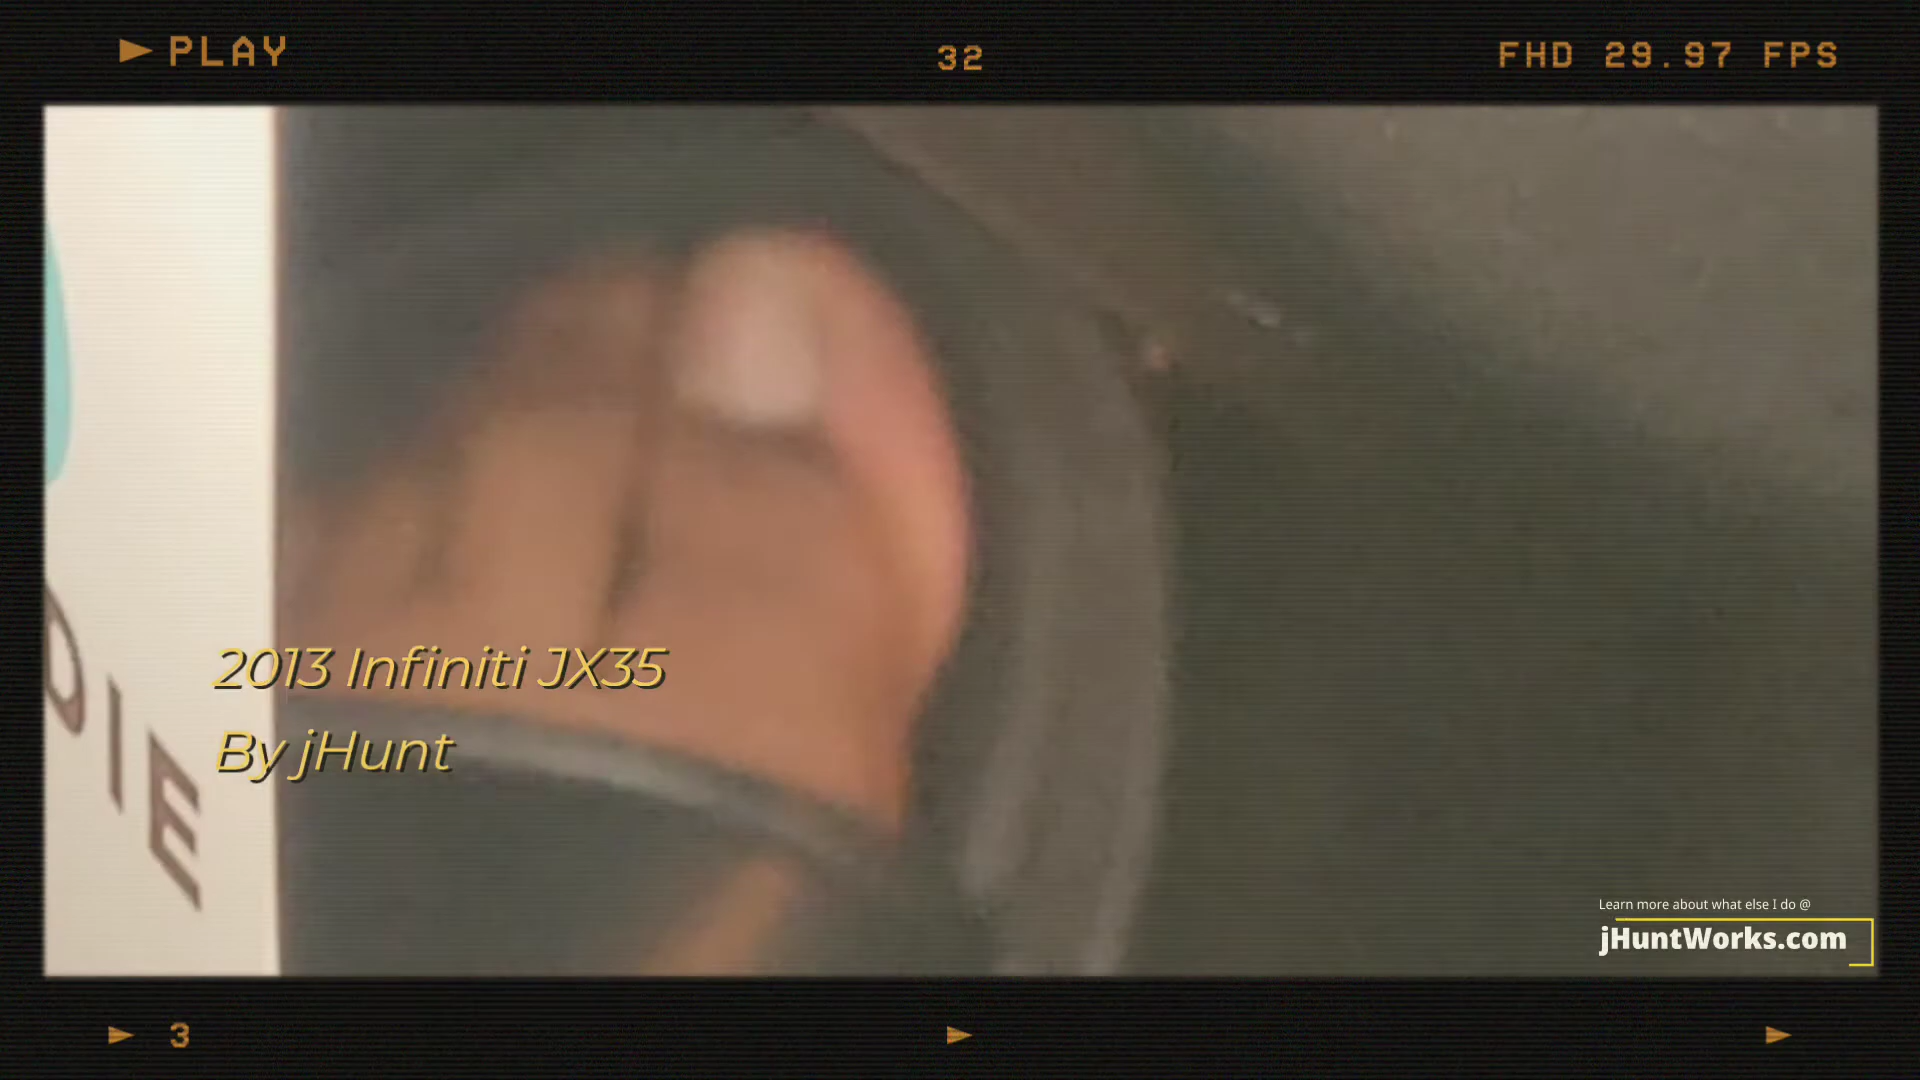 PLAY
32
FHD 29.97 FPS
DIE
2013 Infiniti JX35
By jHunt
Learn more about what else I do @
jHuntWorks.com
3